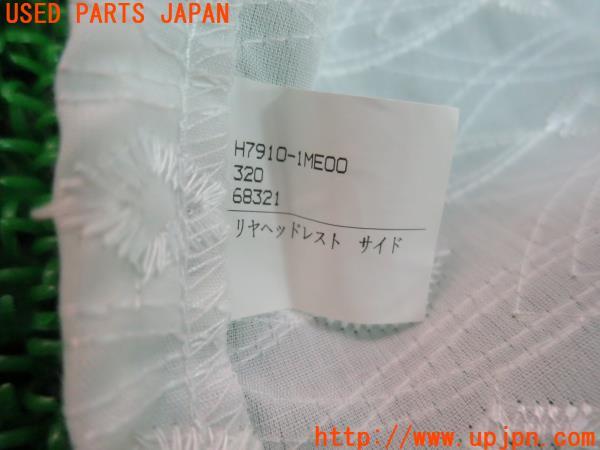 USED PARTS JAPAN
H7910-1ME00
320
68321
リヤヘッドレスト サイド
http://www.upjpn.com